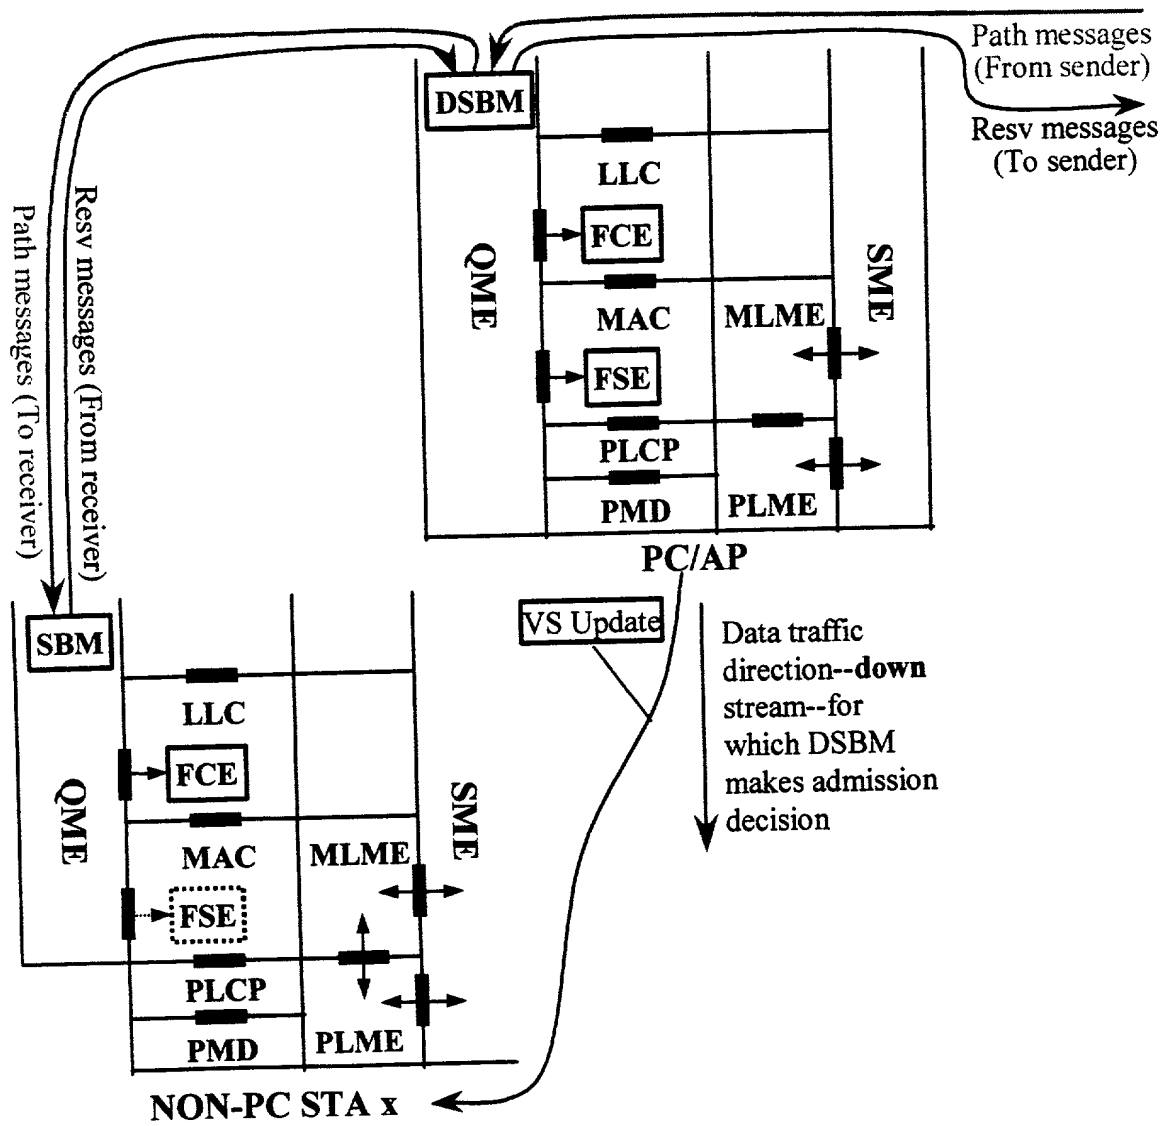 Path messages
(From sender)
DSBM
Resv messages
(To sender)
LLC
FCE
QME
SME
MAC
MLME
FSE
PLCP
PMD
PLME
PC/AP
Path messages (To receiver)
Resv messages (From receiver)
VS Update
Data traffic
direction--down
stream--for
which DSBM
makes admission
decision
SBM
LLC
FCE
QME
SME
MAC
MLME
FSE
PLCP
PMD
PLME
NON-PC STA x